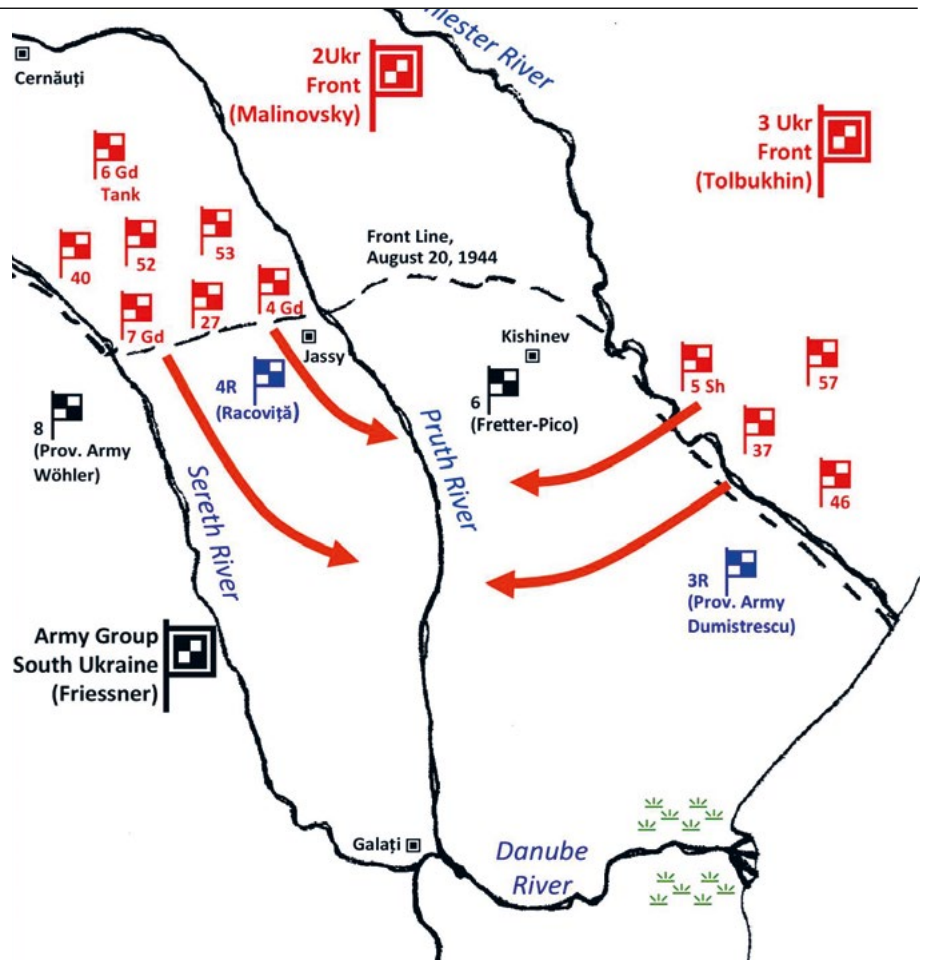 Cernăuți
2Ukr
Front
(Malinovsky)
niester River
3 Ukr
Front
(Tolbukhin)
6 Gd
Tank
40
52
53
Front Line,
August 20, 1944
7 Gd
27
4 Gd
Jassy
Kishinev
5 Sh
57
4R
(Racoviță)
6
(Fretter-Pico)
8
(Prov. Army
Wöhler)
37
46
Pruth River
Sereth River
3R
(Prov. Army
Dumistrescu)
Army Group
South Ukraine
(Friessner)
Galați
Danube
River